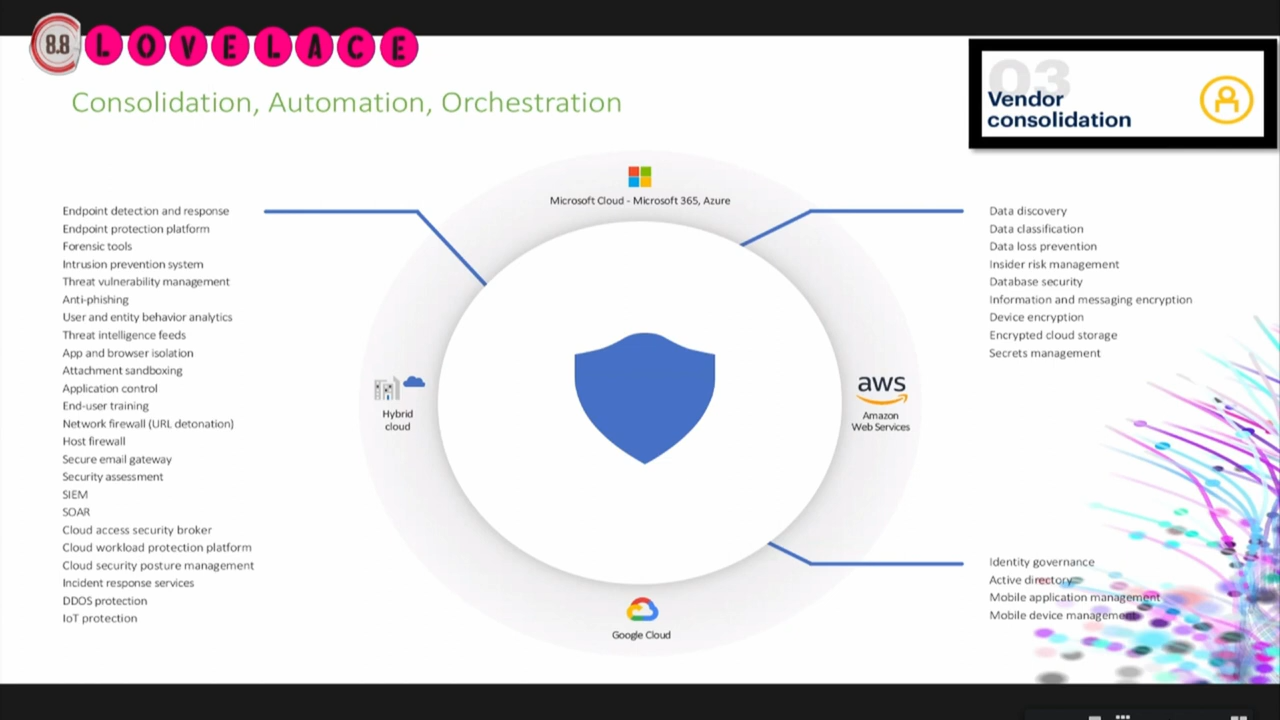 8.8 LOVELACE
Consolidation, Automation, Orchestration
03
Vendor
consolidation
Microsoft Cloud - Microsoft 365, Azure
Endpoint detection and response
Endpoint protection platform
Forensic tools
Intrusion prevention system
Threat vulnerability management
Anti-phishing
User and entity behavior analytics
Threat intelligence feeds
App and browser isolation
Attachment sandboxing
Application control
End-user training
Network firewall (URL detonation)
Host firewall
Secure email gateway
Security assessment
SIEM
SOAR
Cloud access security broker
Cloud workload protection platform
Cloud security posture management
Incident response services
DDOS protection
IoT protection
Hybrid
cloud
aws
Amazon
Web Services
Google Cloud
Data discovery
Data classification
Data loss prevention
Insider risk management
Database security
Information and messaging encryption
Device encryption
Encrypted cloud storage
Secrets management
Identity governance
Active directory
Mobile application management
Mobile device management